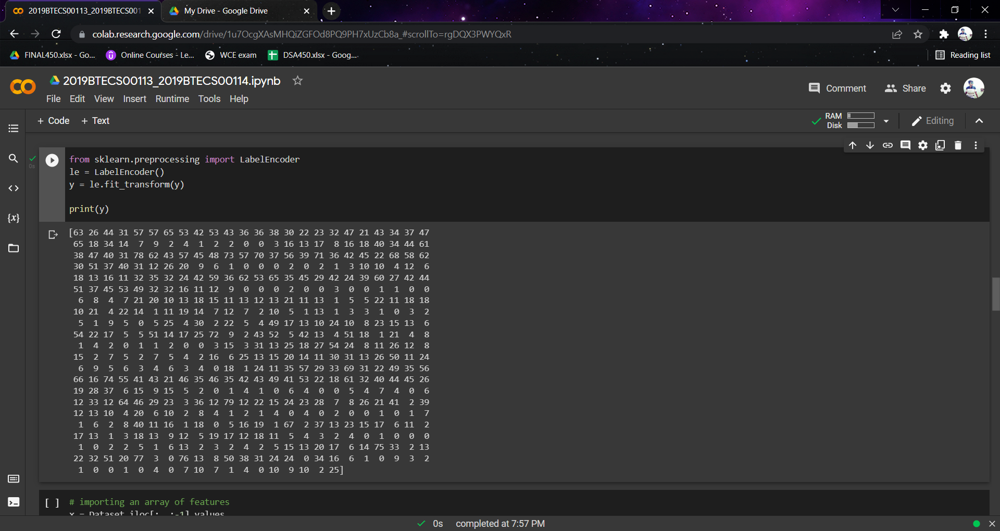 2019BTECS00113_2019BTECS001
My Drive - Google Drive
colab.research.google.com/drive/1u7OcgXAsMHQiZGFOd8PQ9PH7xUzCb8a_#scrollTo=rgDQX3PWYQxR
FINAL450.xlsx - Go... Online Courses - Le... WCE exam DSA450.xlsx - Goog... Reading list
2019BTECS00113_2019BTECS00114.ipynb
Comment Share
File Edit View Insert Runtime Tools Help
+ Code + Text
RAM
Disk
Editing
0s
from sklearn.preprocessing import LabelEncoder
le = LabelEncoder()
y = le.fit_transform(y)
print(y)
[63 26 44 31 57 57 65 53 42 53 43 36 36 38 30 22 23 32 47 21 43 34 37 47
65 18 34 14 7 9 2 4 1 2 2 0 0 3 16 13 17 8 16 18 40 34 44 61
38 47 40 31 78 62 43 57 45 48 73 57 70 37 56 39 71 36 42 45 22 68 58 62
30 51 37 40 31 12 26 20 9 6 1 0 0 0 2 0 2 1 3 10 10 4 12 6
18 13 16 11 32 35 32 24 42 59 36 62 53 65 35 45 29 42 24 39 60 27 42 44
51 37 45 53 49 32 32 16 11 12 9 0 0 0 2 0 0 3 0 0 1 1 0 0
6 8 4 7 21 20 10 13 18 15 11 13 12 13 21 11 13 1 5 5 22 11 18 18
10 21 4 22 14 1 11 19 14 7 12 7 2 10 5 1 13 1 3 3 1 0 3 2
5 1 9 5 0 5 25 4 30 2 22 5 4 49 17 13 10 24 10 8 23 15 13 6
54 22 17 5 5 51 14 17 25 72 9 2 43 52 5 42 13 4 51 18 1 21 4 8
1 4 2 0 1 1 2 0 0 3 15 3 31 13 25 18 27 54 24 8 11 26 12 8
15 2 7 5 2 7 5 4 2 16 6 25 13 15 20 14 11 30 31 13 26 50 11 24
6 9 5 6 3 4 6 3 4 0 18 1 24 11 35 57 29 33 69 31 22 49 35 56
66 16 74 55 41 43 21 46 35 46 35 42 43 49 41 53 22 18 61 32 40 44 45 26
19 28 37 6 15 9 15 5 2 0 1 4 1 0 6 4 0 0 5 4 7 4 0 6
12 33 12 64 46 29 23 3 36 12 79 12 22 15 24 23 28 7 8 26 21 41 2 39
12 13 10 4 20 6 10 2 8 4 1 2 1 4 0 4 0 2 0 0 1 0 1 7
1 6 2 8 40 11 16 1 18 0 5 16 19 1 67 2 37 13 23 15 17 6 11 2
17 13 1 3 18 13 9 12 5 19 17 12 18 11 5 4 3 2 4 0 1 0 0 0
1 0 2 2 5 1 6 13 2 3 2 4 2 5 15 13 20 17 6 14 75 33 2 13
22 32 51 20 77 3 0 76 13 8 50 38 31 24 24 0 34 16 6 1 0 9 3 2
1 0 0 1 0 4 0 7 10 7 1 4 0 10 9 10 2 25]
[ ] # importing an array of features
x = Dataset.iloc[:, :-1].values
0s completed at 7:57 PM